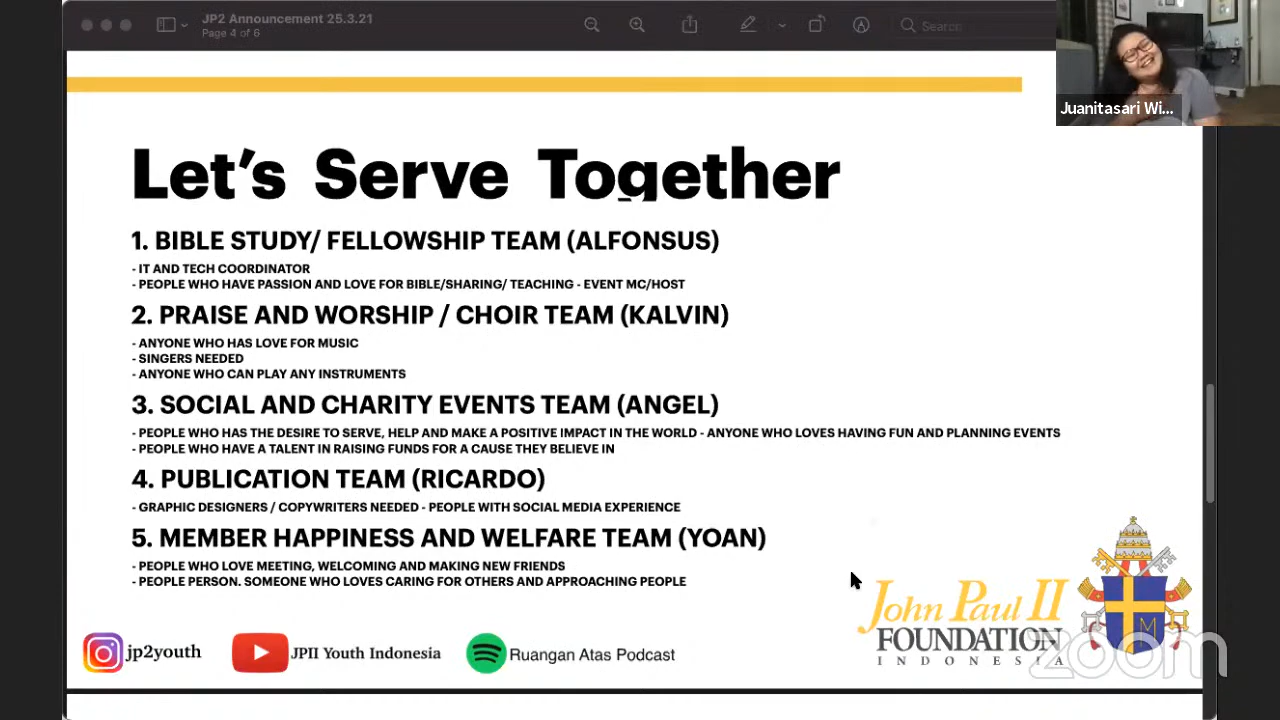 JP2 Announcement 25.3.21
Page 4 of 6
Search
Juanitasari Wi...
Let's Serve Together
1. BIBLE STUDY/ FELLOWSHIP TEAM (ALFONSUS)
- IT AND TECH COORDINATOR
- PEOPLE WHO HAVE PASSION AND LOVE FOR BIBLE/SHARING/ TEACHING - EVENT MC/HOST
2. PRAISE AND WORSHIP / CHOIR TEAM (KALVIN)
- ANYONE WHO HAS LOVE FOR MUSIC
- SINGERS NEEDED
- ANYONE WHO CAN PLAY ANY INSTRUMENTS
3. SOCIAL AND CHARITY EVENTS TEAM (ANGEL)
- PEOPLE WHO HAS THE DESIRE TO SERVE, HELP AND MAKE A POSITIVE IMPACT IN THE WORLD - ANYONE WHO LOVES HAVING FUN AND PLANNING EVENTS
- PEOPLE WHO HAVE A TALENT IN RAISING FUNDS FOR A CAUSE THEY BELIEVE IN
4. PUBLICATION TEAM (RICARDO)
- GRAPHIC DESIGNERS / COPYWRITERS NEEDED - PEOPLE WITH SOCIAL MEDIA EXPERIENCE
5. MEMBER HAPPINESS AND WELFARE TEAM (YOAN)
- PEOPLE WHO LOVE MEETING, WELCOMING AND MAKING NEW FRIENDS
- PEOPLE PERSON. SOMEONE WHO LOVES CARING FOR OTHERS AND APPROACHING PEOPLE
John Paul II
FOUNDATION
INDONESIA
M
jp2youth
JPII Youth Indonesia
Ruangan Atas Podcast
zoom